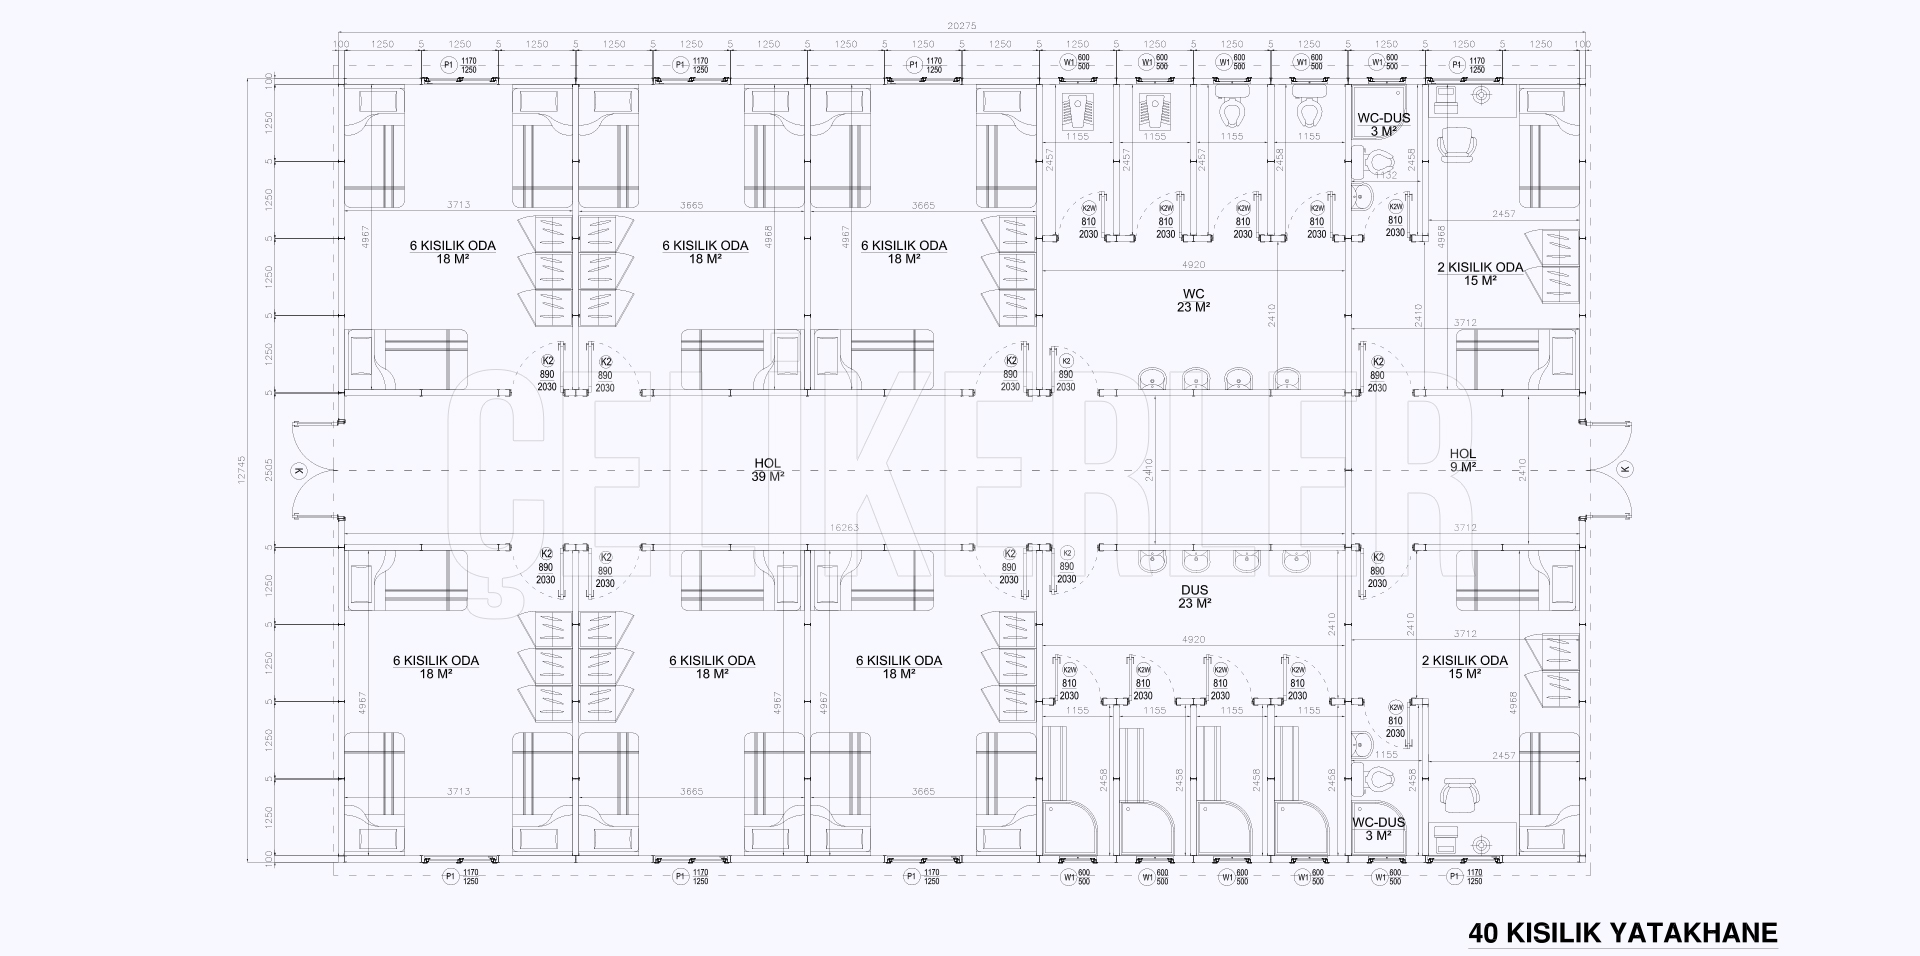 20275
100 1250 5 1250 5 1250 5 1250 5 1250 5 1250 5 1250 5 1250 5 1250 5 1250 5 1250 5 1250 5 1250 5 1250 5 1250 5 1250 100
P1 1170 1250
P1 1170 1250
P1 1170 1250
W1 600 500
W1 600 500
W1 600 500
W1 600 500
W1 600 500
P1 1170 1250
12745
100
1250
5
1250
5
1250
5
1250
5
2505
5
1250
5
1250
5
1250
5
1250
100
WC-DUS
3 M²
1155 1155 1155 1155
2457 2457 2457 2458 2458
1132
3713 3665 3665
2457
4967 4968 4967 4968
K2W 810 2030
K2W 810 2030
K2W 810 2030
K2W 810 2030
K2W 810 2030
6 KISILIK ODA
18 M²
6 KISILIK ODA
18 M²
6 KISILIK ODA
18 M²
4920
WC
23 M²
2410 2410
2 KISILIK ODA
15 M²
3712
K2 890 2030
K2 890 2030
K2 890 2030
K2 890 2030
K2 890 2030
ÇELİKERLER
K
HOL
39 M²
2410
HOL
9 M²
2410
K
16263
3712
K2 890 2030
K2 890 2030
K2 890 2030
K2 890 2030
K2 890 2030
DUS
23 M²
2410 2410
4920
3712
6 KISILIK ODA
18 M²
6 KISILIK ODA
18 M²
6 KISILIK ODA
18 M²
2 KISILIK ODA
15 M²
K2W 810 2030
K2W 810 2030
K2W 810 2030
K2W 810 2030
K2W 810 2030
4967 4967 4967 4968
1155 1155 1155 1155
1155
2457
2458 2458 2458 2458 2458
3713 3665 3665
WC-DUS
3 M²
P1 1170 1250
P1 1170 1250
P1 1170 1250
W1 600 500
W1 600 500
W1 600 500
W1 600 500
W1 600 500
P1 1170 1250
40 KISILIK YATAKHANE